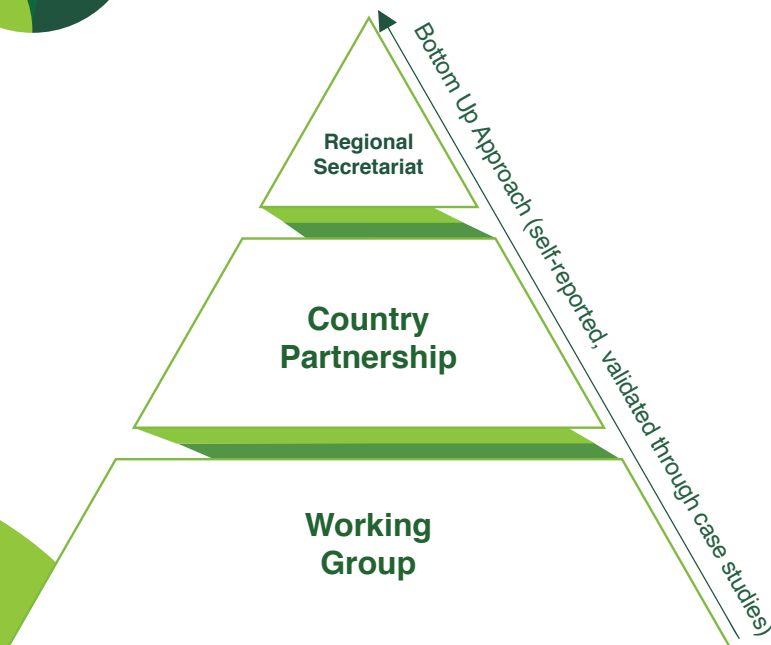 Regional
Secretariat
Country
Partnership
Working
Group
Bottom Up Approach (self-reported, validated through case studies)